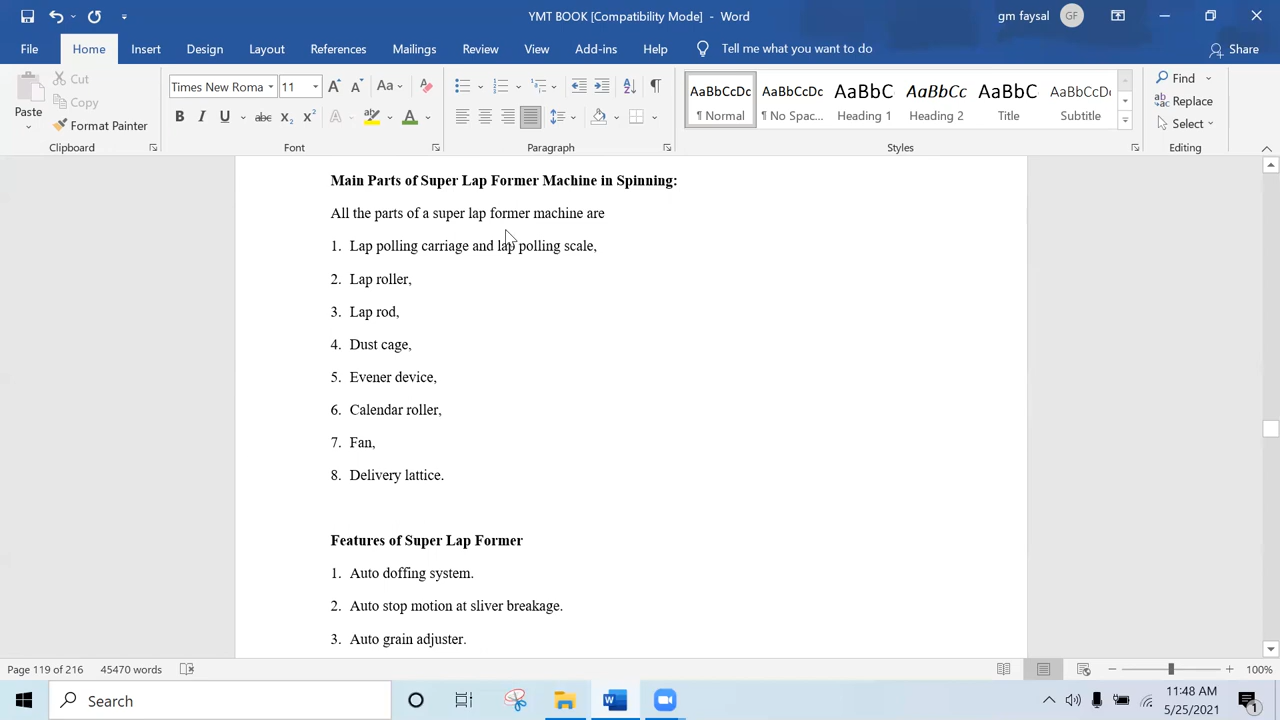 YMT BOOK [Compatibility Mode] - Word
gm faysal GF
File Home Insert Design Layout References Mailings Review View Add-ins Help Tell me what you want to do Share
Paste
Cut
Copy
Format Painter
Clipboard
Times New Roma 11
Font
Paragraph
AaBbCcDc AaBbCcDc AaBbC AaBbCc AaBbC AaBbCcDc
¶ Normal ¶ No Spac... Heading 1 Heading 2 Title Subtitle
Styles
Find
Replace
Select
Editing
Main Parts of Super Lap Former Machine in Spinning:
All the parts of a super lap former machine are
1. Lap polling carriage and lap polling scale,
2. Lap roller,
3. Lap rod,
4. Dust cage,
5. Evener device,
6. Calendar roller,
7. Fan,
8. Delivery lattice.
Features of Super Lap Former
1. Auto doffing system.
2. Auto stop motion at sliver breakage.
3. Auto grain adjuster.
Page 119 of 216 45470 words 100%
Search
11:48 AM
5/25/2021